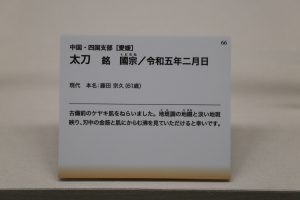 66
中国・四国支部 [愛媛]
太刀 銘 國宗／令和五年二月日
現代 本名：藤田 宗久 (61歳)
古備前のケヤキ肌をねらいました。地斑調の地鐵と淡い地斑
映り、刃中の金筋と肌にからむ沸を見ていただけると幸いです。